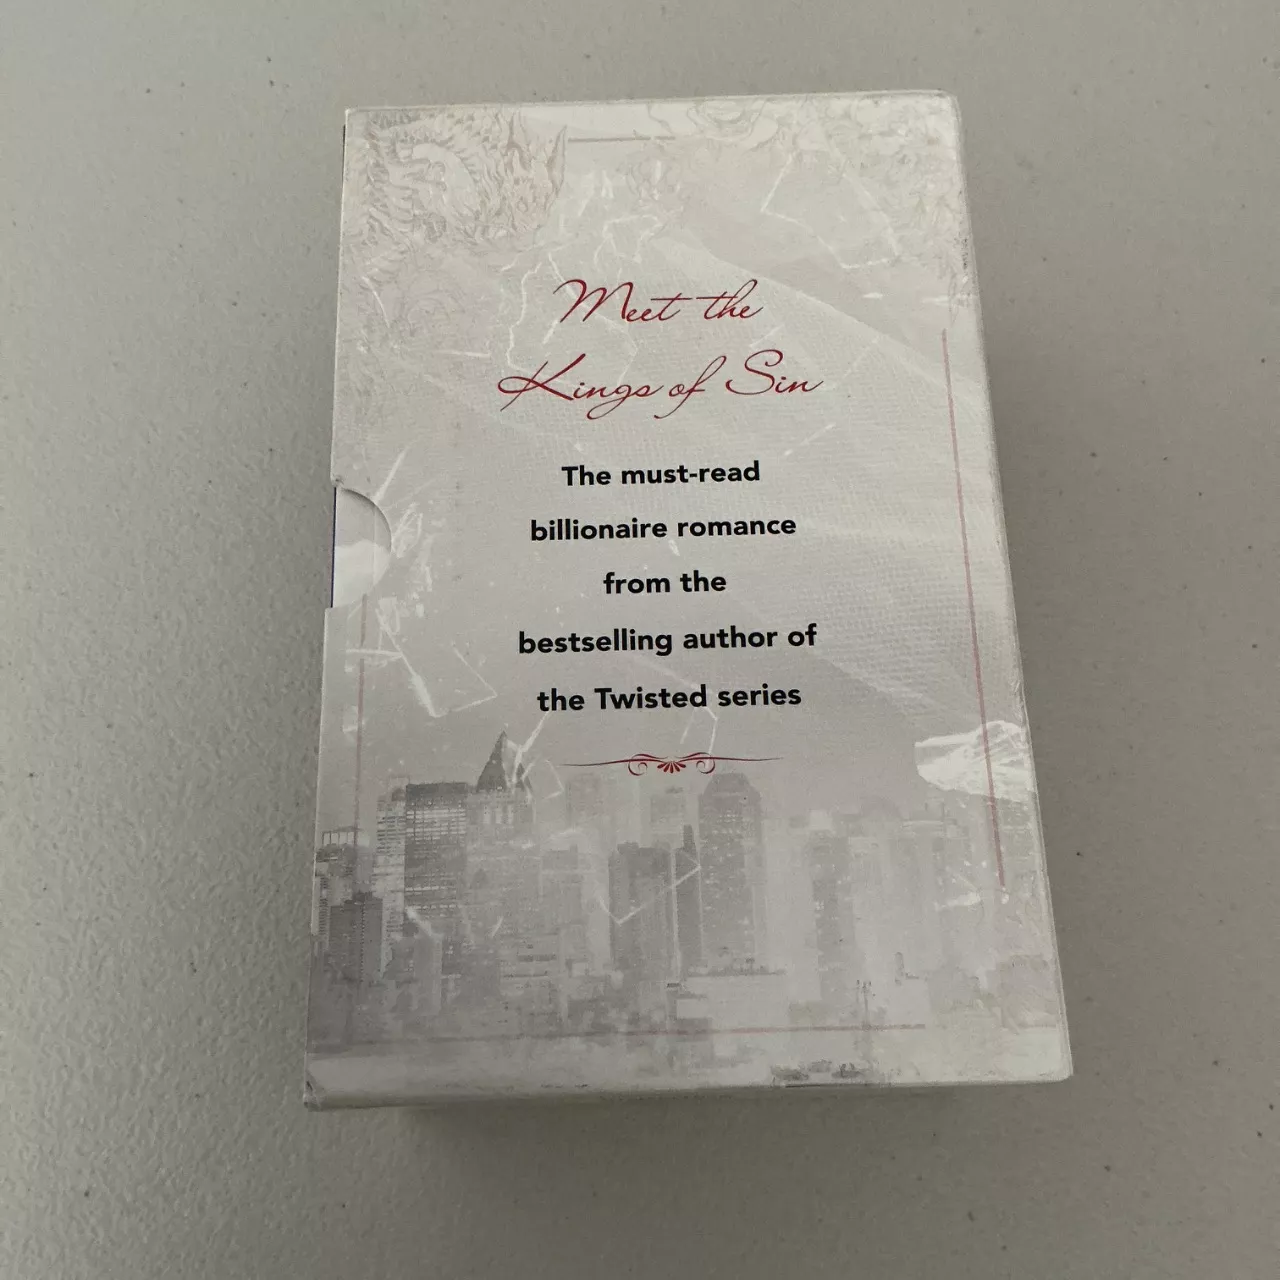 Meet the
Kings of Sin
The must-read
billionaire romance
from the
bestselling author of
the Twisted series